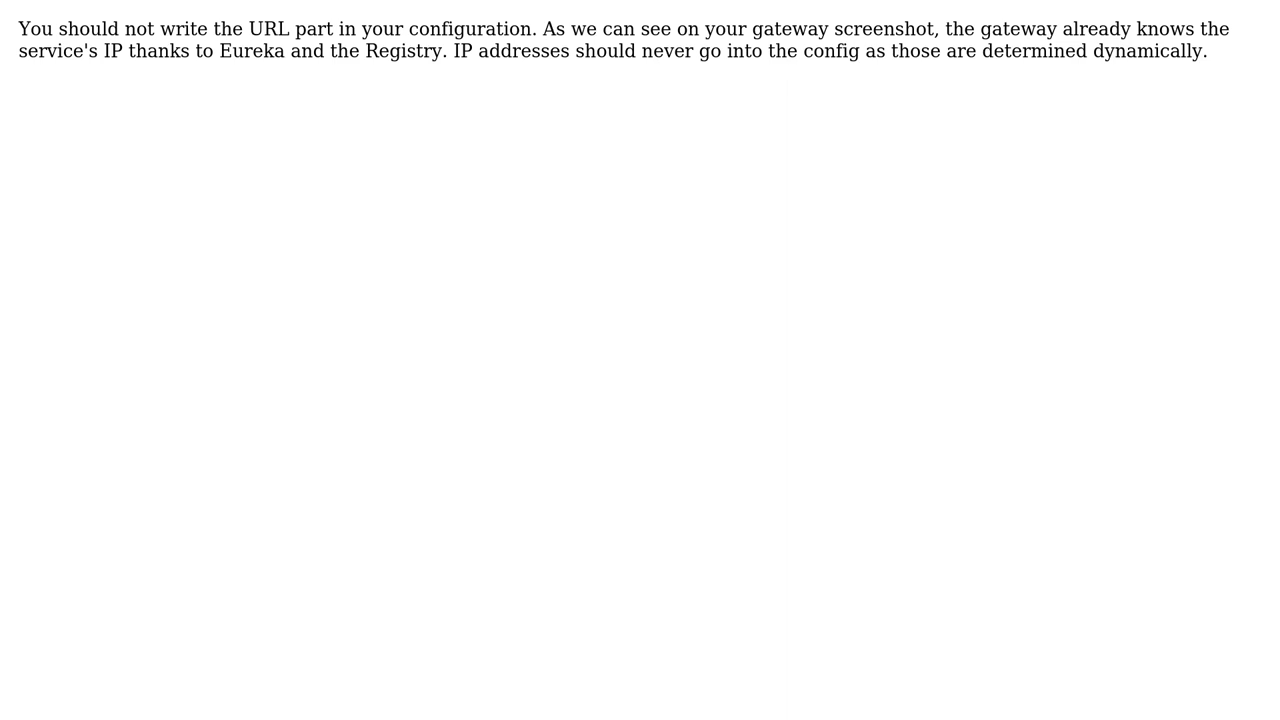 You should not write the URL part in your configuration. As we can see on your gateway screenshot, the gateway already knows the
service's IP thanks to Eureka and the Registry. IP addresses should never go into the config as those are determined dynamically.